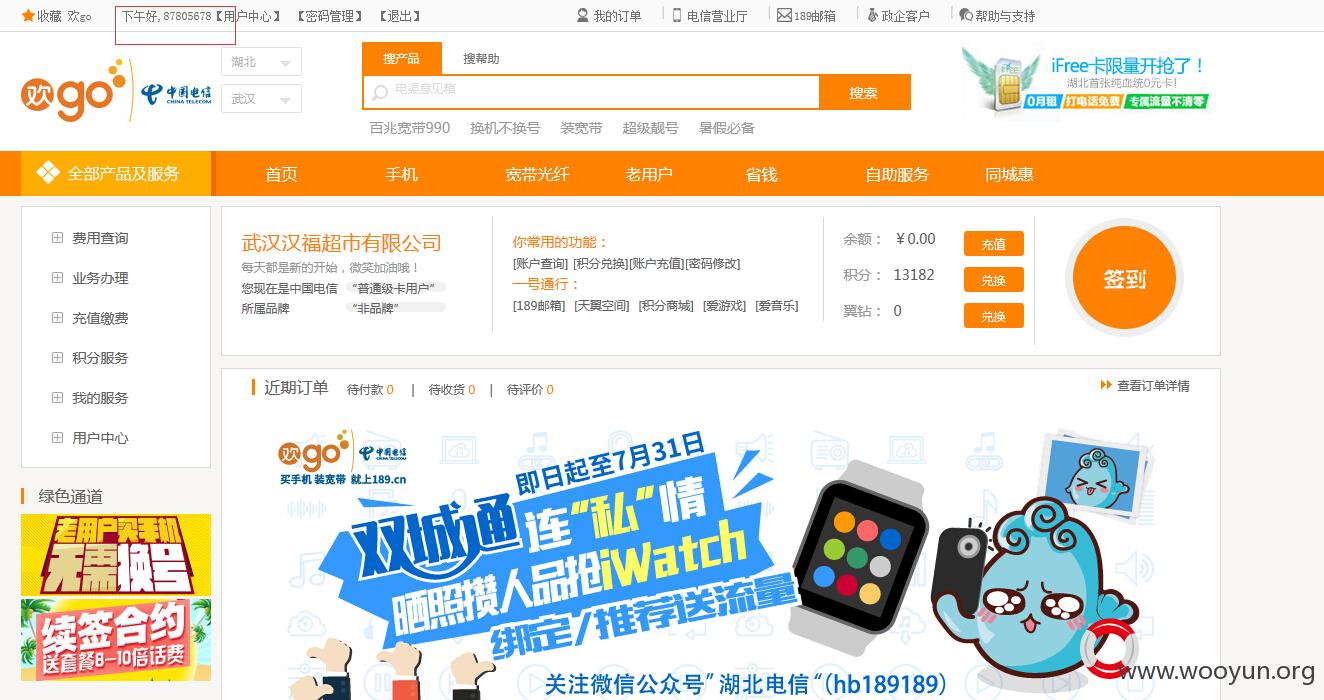 收藏 欢go 下午好, 87805678【用户中心】 【密码管理】 【退出】 我的订单 电信营业厅 189邮箱 政企客户 帮助与支持
欢go 中国电信 CHINA TELECOM
湖北
武汉
搜产品 搜帮助
电渠意见箱 搜索
百兆宽带990 换机不换号 装宽带 超级靓号 暑假必备
iFree卡限量开抢了！
湖北首张纯血统0元卡!
0月租 打电话免费 专属流量不清零
全部产品及服务 首页 手机 宽带光纤 老用户 省钱 自助服务 同城惠
费用查询
业务办理
充值缴费
积分服务
我的服务
用户中心
武汉汉福超市有限公司
每天都是新的开始，微笑加油哦！
您现在是中国电信 “普通级卡用户”
所属品牌 “非品牌”
你常用的功能：
[账户查询] [积分兑换][账户充值][密码修改]
一号通行：
[189邮箱] [天翼空间] [积分商城] [爱游戏] [爱音乐]
余额： ￥0.00 充值
积分： 13182 兑换
翼钻： 0 兑换
签到
近期订单 待付款 0 | 待收货 0 | 待评价 0 查看订单详情
绿色通道
老用户买手机
无需换号
续签合约
送套餐8-10倍话费
欢go 中国电信 CHINA TELECOM
买手机 装宽带 就上189.cn
即日起至7月31日
双城通 连“私“情
晒照攒人品抢iWatch
绑定/推荐送流量
关注微信公众号”湖北电信“（hb189189）
www.wooyun.org